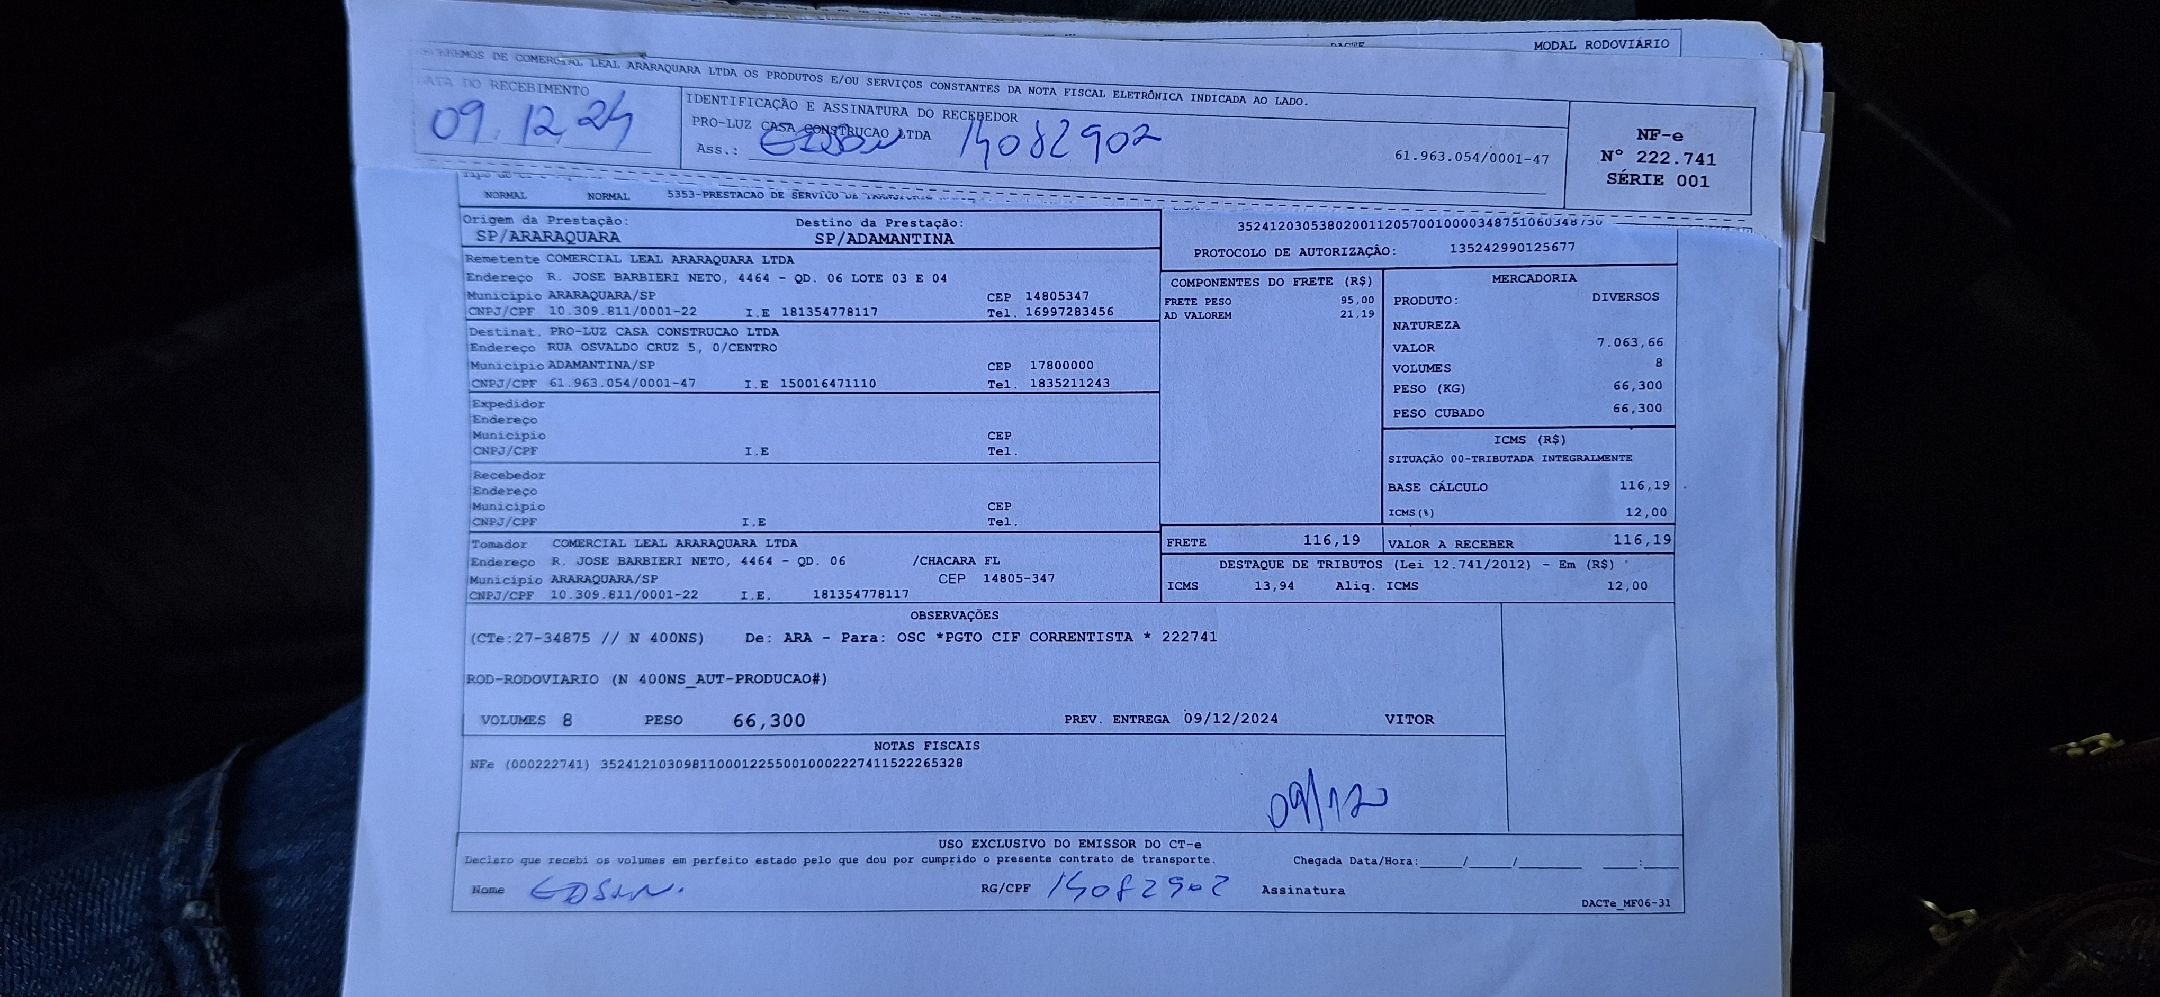 DACTE
MODAL RODOVIÁRIO
DE COMERCIAL LEAL ARARAQUARA LTDA OS PRODUTOS E/OU SERVIÇOS CONSTANTES DA NOTA FISCAL ELETRÔNICA INDICADA AO LADO.
DATA DO RECEBIMENTO
09.12.24
IDENTIFICAÇÃO E ASSINATURA DO RECEBEDOR
PRO-LUZ CASA CONSTRUCAO LTDA
Ass.: Edson 14082902
61.963.054/0001-47
NF-e
Nº 222.741
SÉRIE 001
NORMAL NORMAL 5353-PRESTACAO DE SERVICO DE
Origem da Prestação: Destino da Prestação:
SP/ARARAQUARA SP/ADAMANTINA
35241203053802001120570010000348751060348750
PROTOCOLO DE AUTORIZAÇÃO: 135242990125677
Remetente COMERCIAL LEAL ARARAQUARA LTDA
Endereço R. JOSE BARBIERI NETO, 4464 - QD. 06 LOTE 03 E 04
Município ARARAQUARA/SP CEP 14805347
CNPJ/CPF 10.309.811/0001-22 I.E 181354778117 Tel. 16997283456
Destinat. PRO-LUZ CASA CONSTRUCAO LTDA
Endereço RUA OSVALDO CRUZ 5, 0/CENTRO
Município ADAMANTINA/SP CEP 17800000
CNPJ/CPF 61.963.054/0001-47 I.E 150016471110 Tel. 1835211243
Expedidor
Endereço
Município CEP
CNPJ/CPF I.E Tel.
Recebedor
Endereço
Município CEP
CNPJ/CPF I.E Tel.
Tomador COMERCIAL LEAL ARARAQUARA LTDA
Endereço R. JOSE BARBIERI NETO, 4464 - QD. 06 /CHACARA FL
Município ARARAQUARA/SP CEP 14805-347
CNPJ/CPF 10.309.811/0001-22 I.E. 181354778117
COMPONENTES DO FRETE (R$)
FRETE PESO 95,00
AD VALOREM 21,19
MERCADORIA
PRODUTO: DIVERSOS
NATUREZA
VALOR 7.063,66
VOLUMES 8
PESO (KG) 66,300
PESO CUBADO 66,300
ICMS (R$)
SITUAÇÃO 00-TRIBUTADA INTEGRALMENTE
BASE CÁLCULO 116,19
ICMS(%) 12,00
FRETE 116,19 VALOR A RECEBER 116,19
DESTAQUE DE TRIBUTOS (Lei 12.741/2012) - Em (R$)
ICMS 13,94 Aliq. ICMS 12,00
OBSERVAÇÕES
(CTe:27-34875 // N 400NS) De: ARA - Para: OSC *PGTO CIF CORRENTISTA * 222741
ROD-RODOVIARIO (N 400NS_AUT-PRODUCAO#)
VOLUMES 8 PESO 66,300 PREV. ENTREGA 09/12/2024 VITOR
NOTAS FISCAIS
NFe (000222741) 35241210309811000122550010002227411522265328
09/12
USO EXCLUSIVO DO EMISSOR DO CT-e
Declaro que recebi os volumes em perfeito estado pelo que dou por cumprido o presente contrato de transporte. Chegada Data/Hora:_____/_____/_______ ____:____
Nome EDSON. RG/CPF 14082902 Assinatura
DACTe_MF06-31